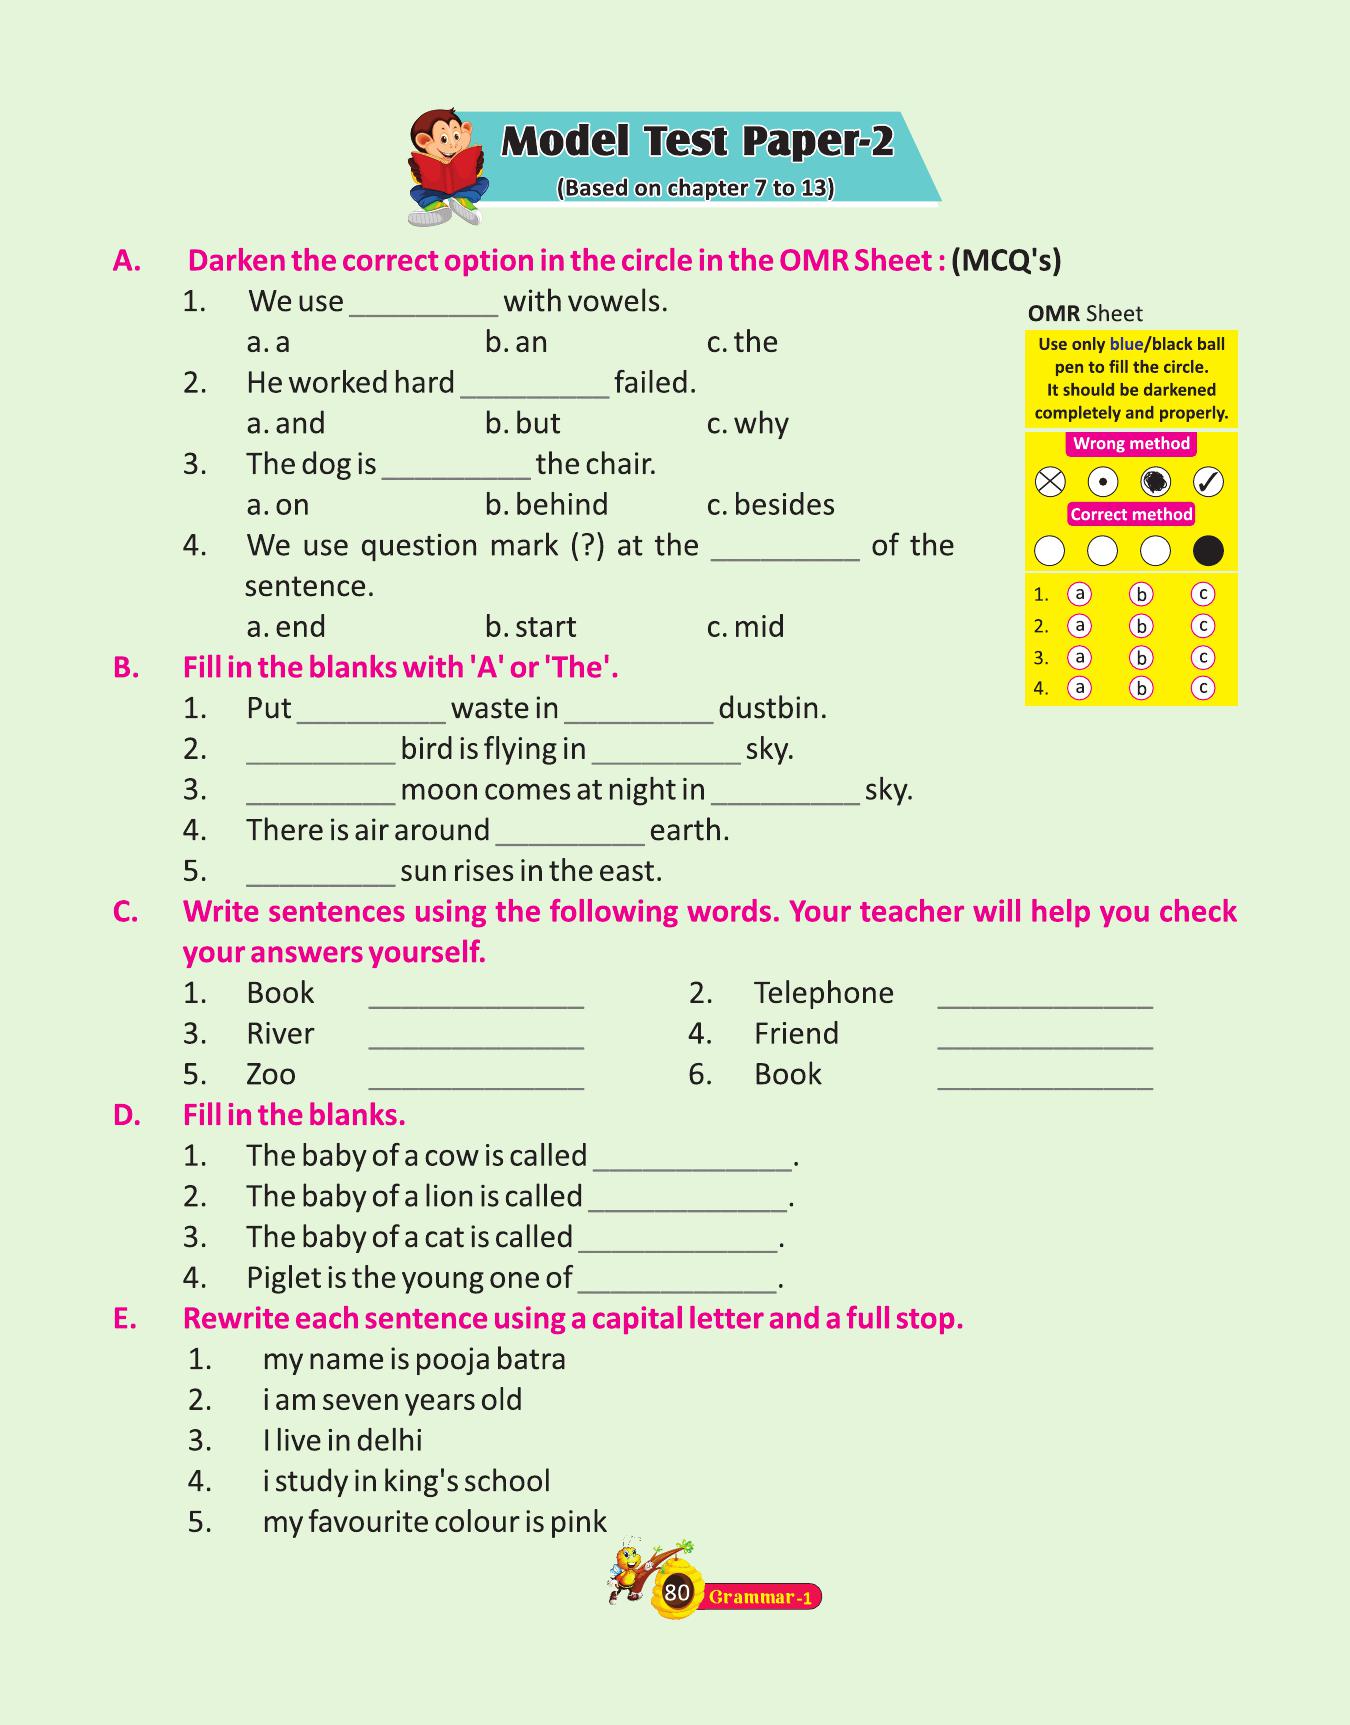 Model Test Paper-2
(Based on chapter 7 to 13)
A. Darken the correct option in the circle in the OMR Sheet : (MCQ's)
1. We use _________ with vowels.
a. a b. an c. the
2. He worked hard _________ failed.
a. and b. but c. why
3. The dog is _________ the chair.
a. on b. behind c. besides
4. We use question mark (?) at the _________ of the
sentence.
a. end b. start c. mid
OMR Sheet
Use only blue/black ball
pen to fill the circle.
It should be darkened
completely and properly.
Wrong method
Correct method
1. a b c
2. a b c
3. a b c
4. a b c
B. Fill in the blanks with 'A' or 'The'.
1. Put _________ waste in _________ dustbin.
2. _________ bird is flying in _________ sky.
3. _________ moon comes at night in _________ sky.
4. There is air around _________ earth.
5. _________ sun rises in the east.
C. Write sentences using the following words. Your teacher will help you check
your answers yourself.
1. Book _____________ 2. Telephone _____________
3. River _____________ 4. Friend _____________
5. Zoo _____________ 6. Book _____________
D. Fill in the blanks.
1. The baby of a cow is called ____________.
2. The baby of a lion is called ____________.
3. The baby of a cat is called ____________.
4. Piglet is the young one of ____________.
E. Rewrite each sentence using a capital letter and a full stop.
1. my name is pooja batra
2. i am seven years old
3. I live in delhi
4. i study in king's school
5. my favourite colour is pink
80 Grammar-1